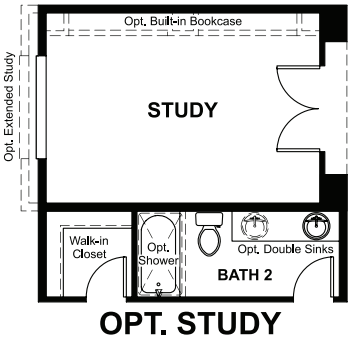 Opt. Built-in Bookcase
Opt. Extended Study
STUDY
Walk-in
Closet
Opt.
Shower
Opt. Double Sinks
BATH 2
OPT. STUDY